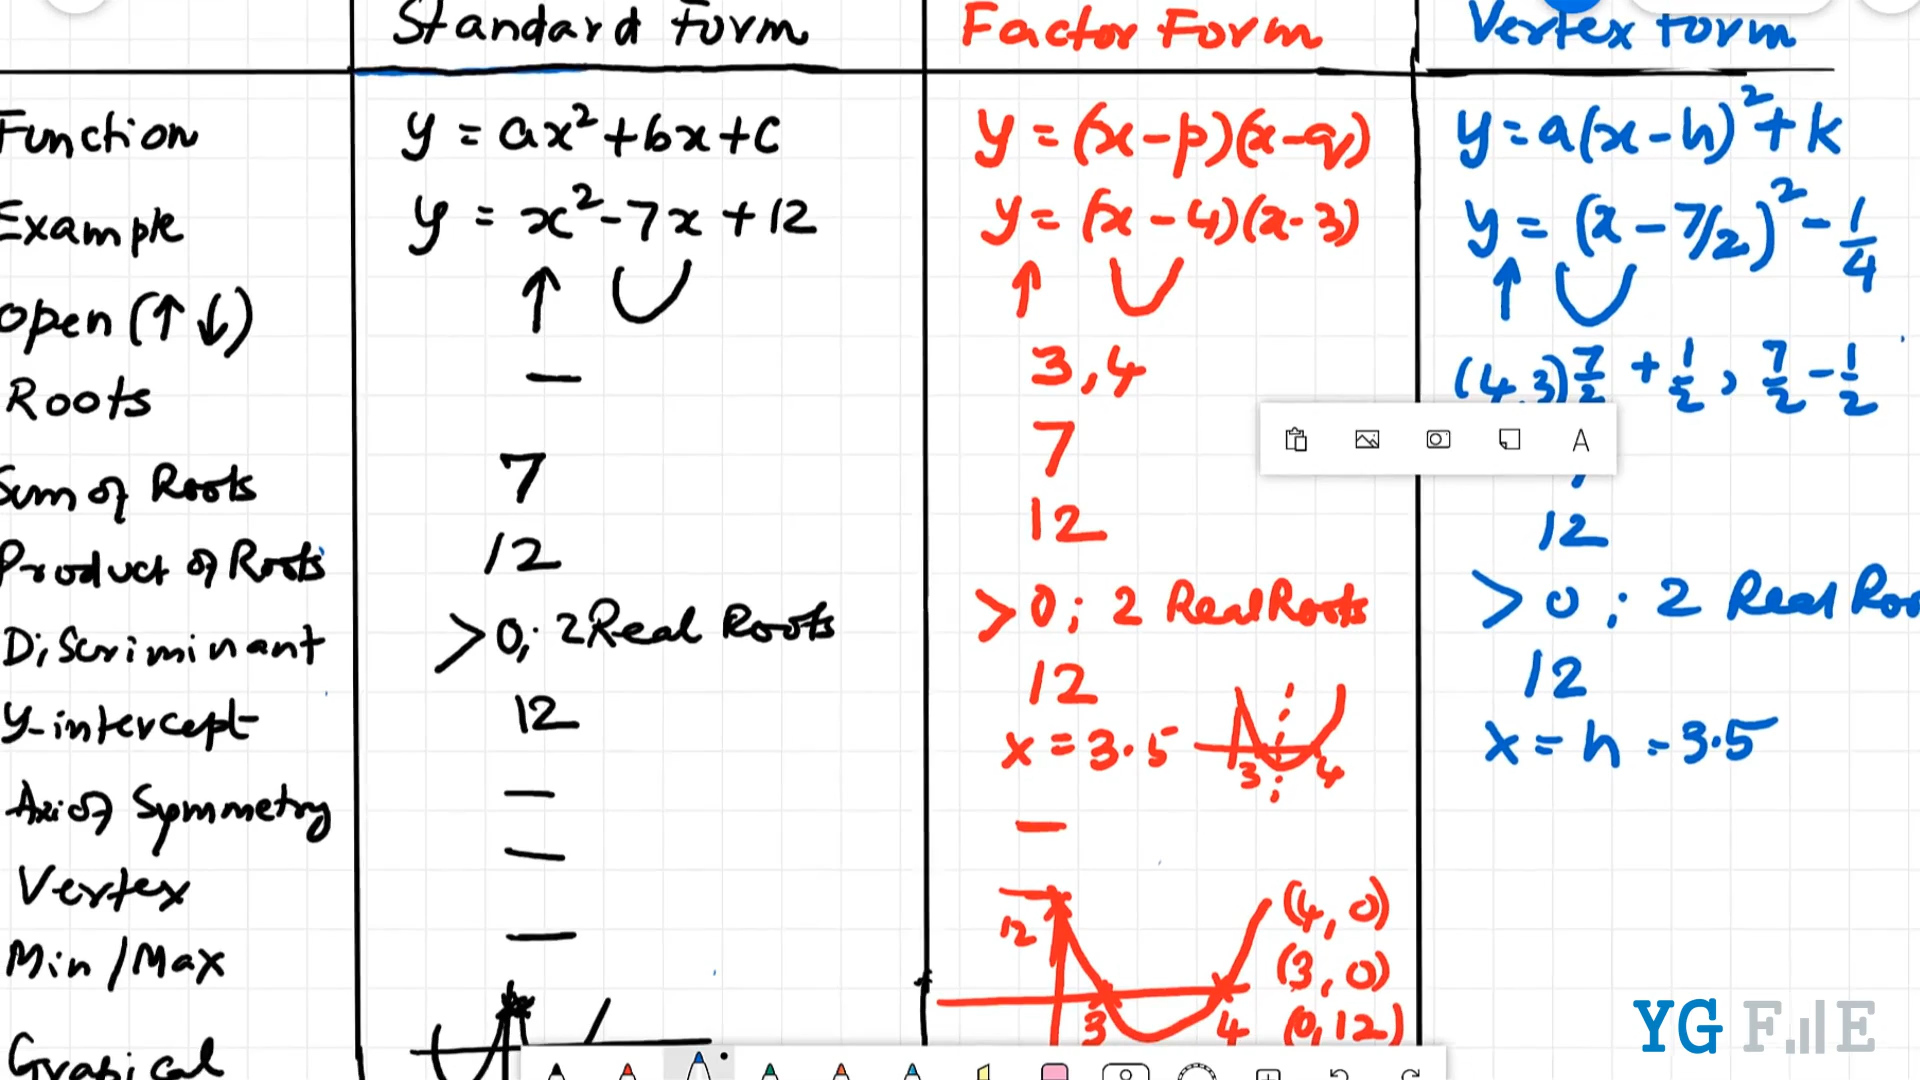 Standard Form Factor Form Vertex Form
Function y = ax² + bx + c y = (x - p)(x - q) y = a(x - h)² + k
Example y = x² - 7x + 12 y = (x - 4)(x - 3) y = (x - 7/2)² - 1/4
Open (↑↓) ↑ ↑ ↑
Roots — 3, 4 (4, 3) 7/2 + 1/2, 7/2 - 1/2
Sum of Roots 7 7
Product of Roots 12 12 12
Discriminant > 0; 2 Real Roots > 0; 2 Real Roots > 0; 2 Real
Y-intercept 12 12 12
Axis of Symmetry — x = 3.5 x = h = 3.5
3 4
Vertex — —
Min/Max — 12 3 4 (4, 0)
(3, 0)
(0, 12)
Grapical
A
YG FILE